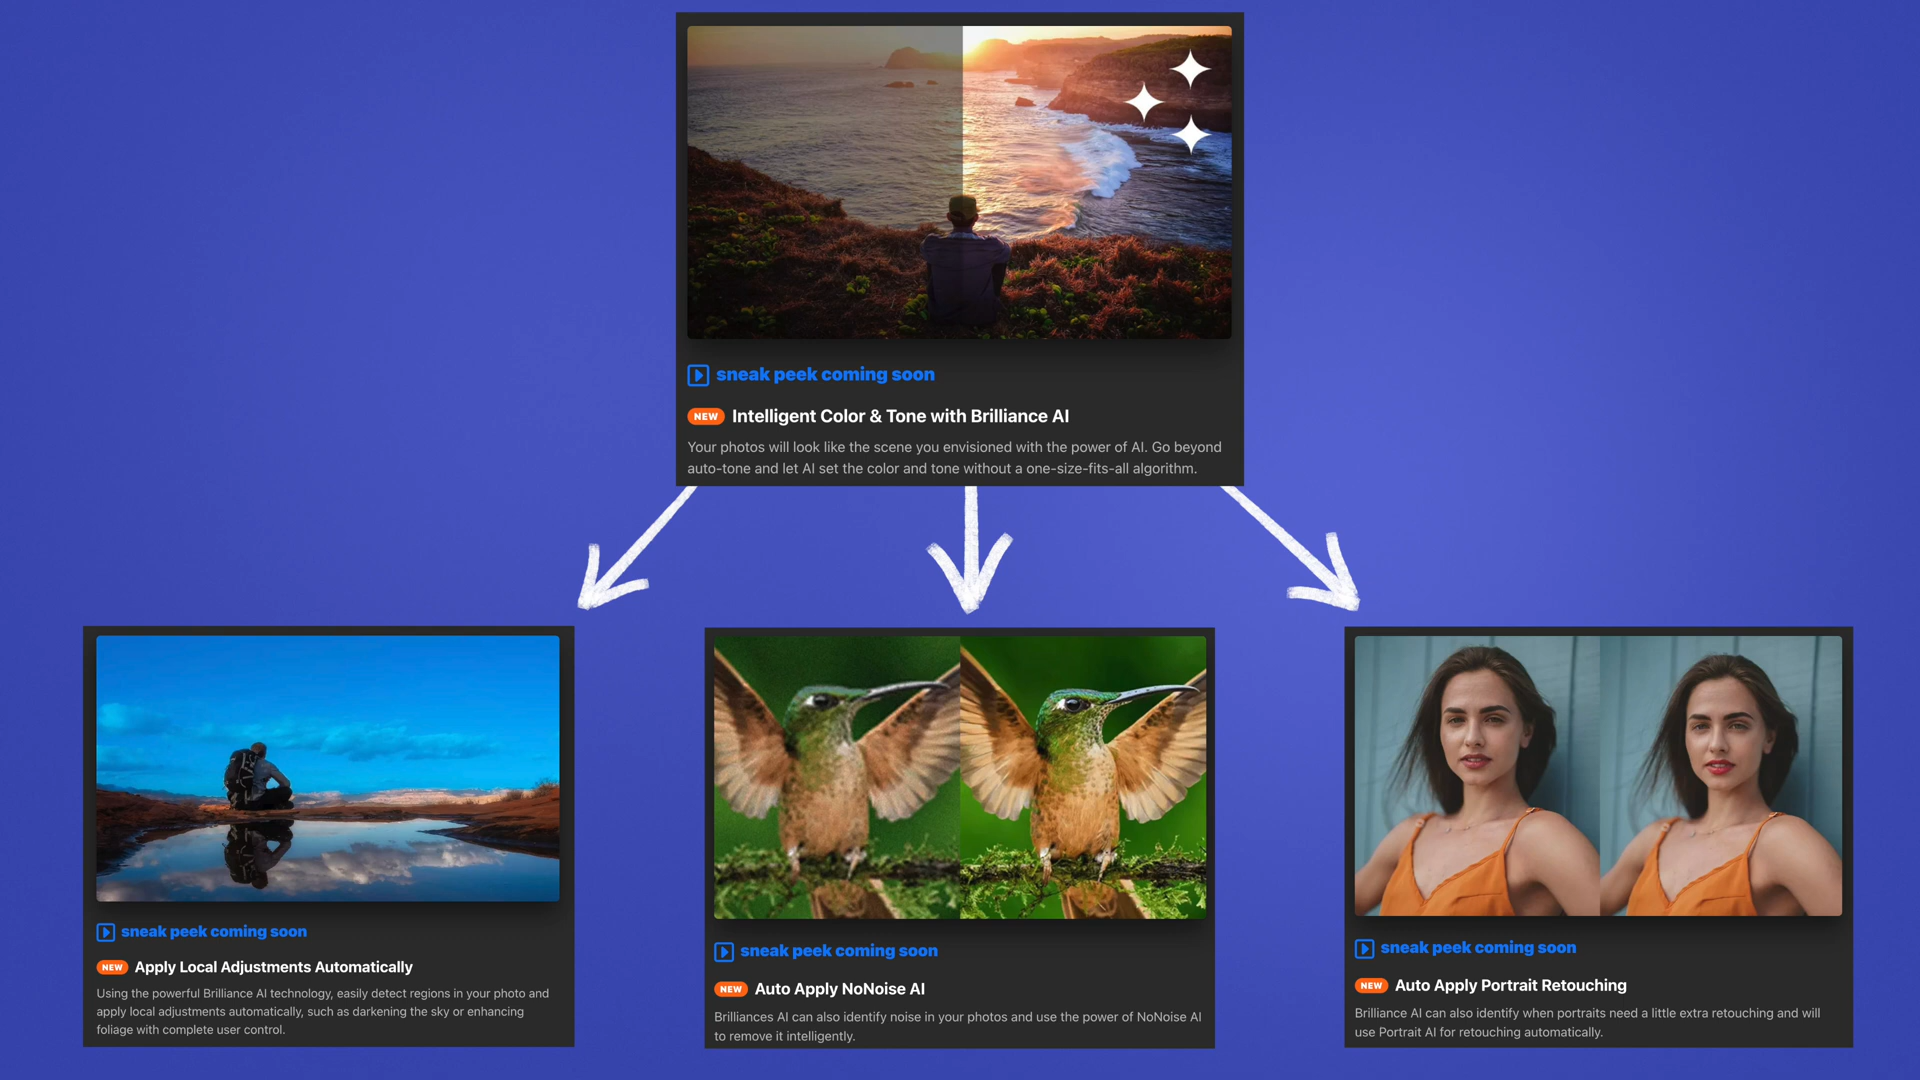 sneak peek coming soon
NEW Intelligent Color & Tone with Brilliance AI
Your photos will look like the scene you envisioned with the power of AI. Go beyond
auto-tone and let AI set the color and tone without a one-size-fits-all algorithm.
sneak peek coming soon
NEW Apply Local Adjustments Automatically
Using the powerful Brilliance AI technology, easily detect regions in your photo and
apply local adjustments automatically, such as darkening the sky or enhancing
foliage with complete user control.
sneak peek coming soon
NEW Auto Apply NoNoise AI
Brilliances AI can also identify noise in your photos and use the power of NoNoise AI
to remove it intelligently.
sneak peek coming soon
NEW Auto Apply Portrait Retouching
Brilliance AI can also identify when portraits need a little extra retouching and will
use Portrait AI for retouching automatically.